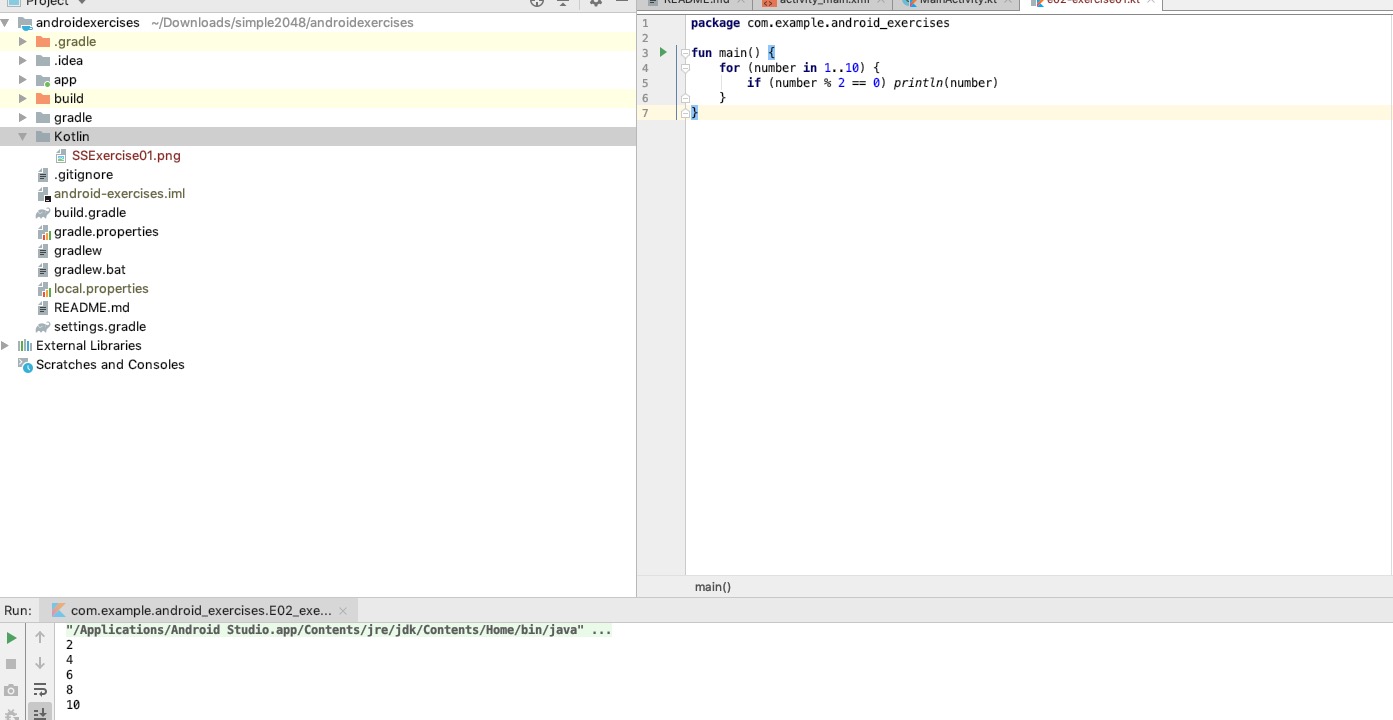 Project
androidexercises ~/Downloads/simple2048/androidexercises
.gradle
.idea
app
build
gradle
Kotlin
SSExercise01.png
.gitignore
android-exercises.iml
build.gradle
gradle.properties
gradlew
gradlew.bat
local.properties
README.md
settings.gradle
External Libraries
Scratches and Consoles
README.md activity_main.xml MainActivity.kt e02-exercise01.kt
1 package com.example.android_exercises
2
3 fun main() {
4 for (number in 1..10) {
5 if (number % 2 == 0) println(number)
6 }
7 }
main()
Run: com.example.android_exercises.E02_exe...
"/Applications/Android Studio.app/Contents/jre/jdk/Contents/Home/bin/java" ...
2
4
6
8
10